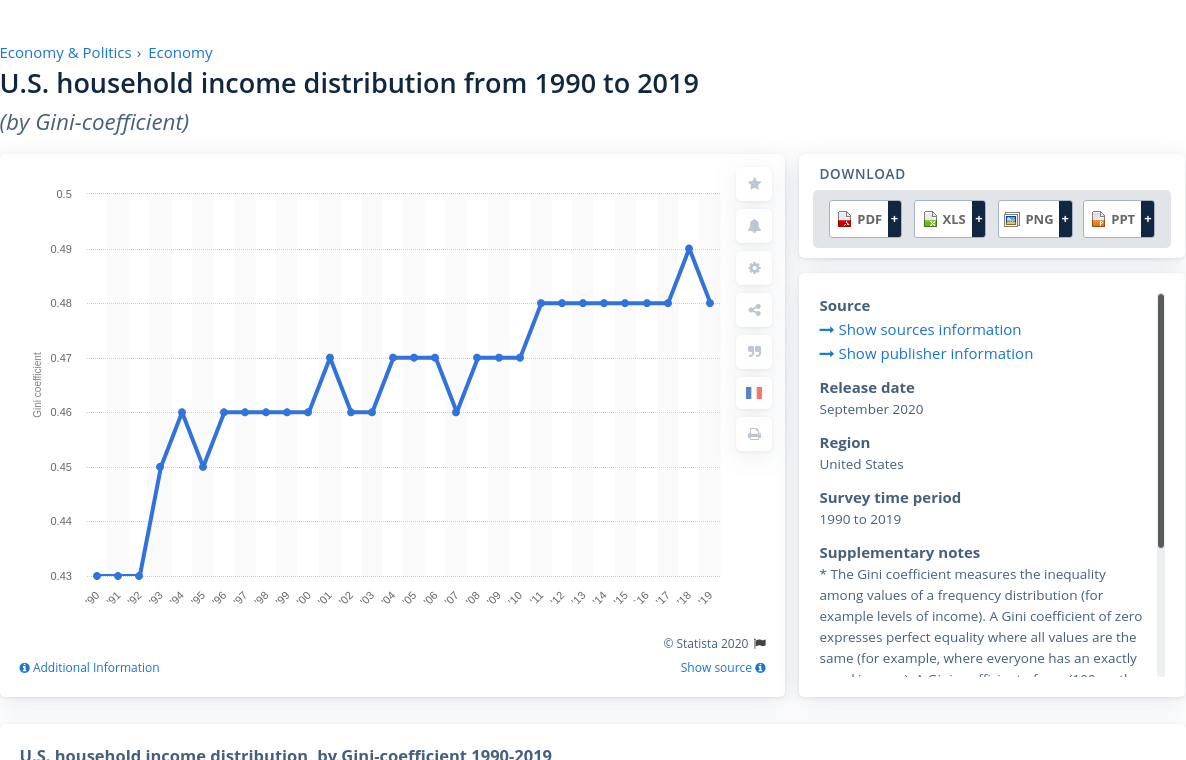 Economy & Politics › Economy
U.S. household income distribution from 1990 to 2019
(by Gini-coefficient)
0.5
0.49
0.48
0.47
0.46
0.45
0.44
0.43
Gini coefficient
'90 '91 '92 '93 '94 '95 '96 '97 '98 '99 '00 '01 '02 '03 '04 '05 '06 '07 '08 '09 '10 '11 '12 '13 '14 '15 '16 '17 '18 '19
© Statista 2020
Additional Information
Show source
DOWNLOAD
PDF + XLS + PNG + PPT +
Source
Show sources information
Show publisher information
Release date
September 2020
Region
United States
Survey time period
1990 to 2019
Supplementary notes
* The Gini coefficient measures the inequality
among values of a frequency distribution (for
example levels of income). A Gini coefficient of zero
expresses perfect equality where all values are the
same (for example, where everyone has an exactly
U.S. household income distribution, by Gini-coefficient 1990-2019